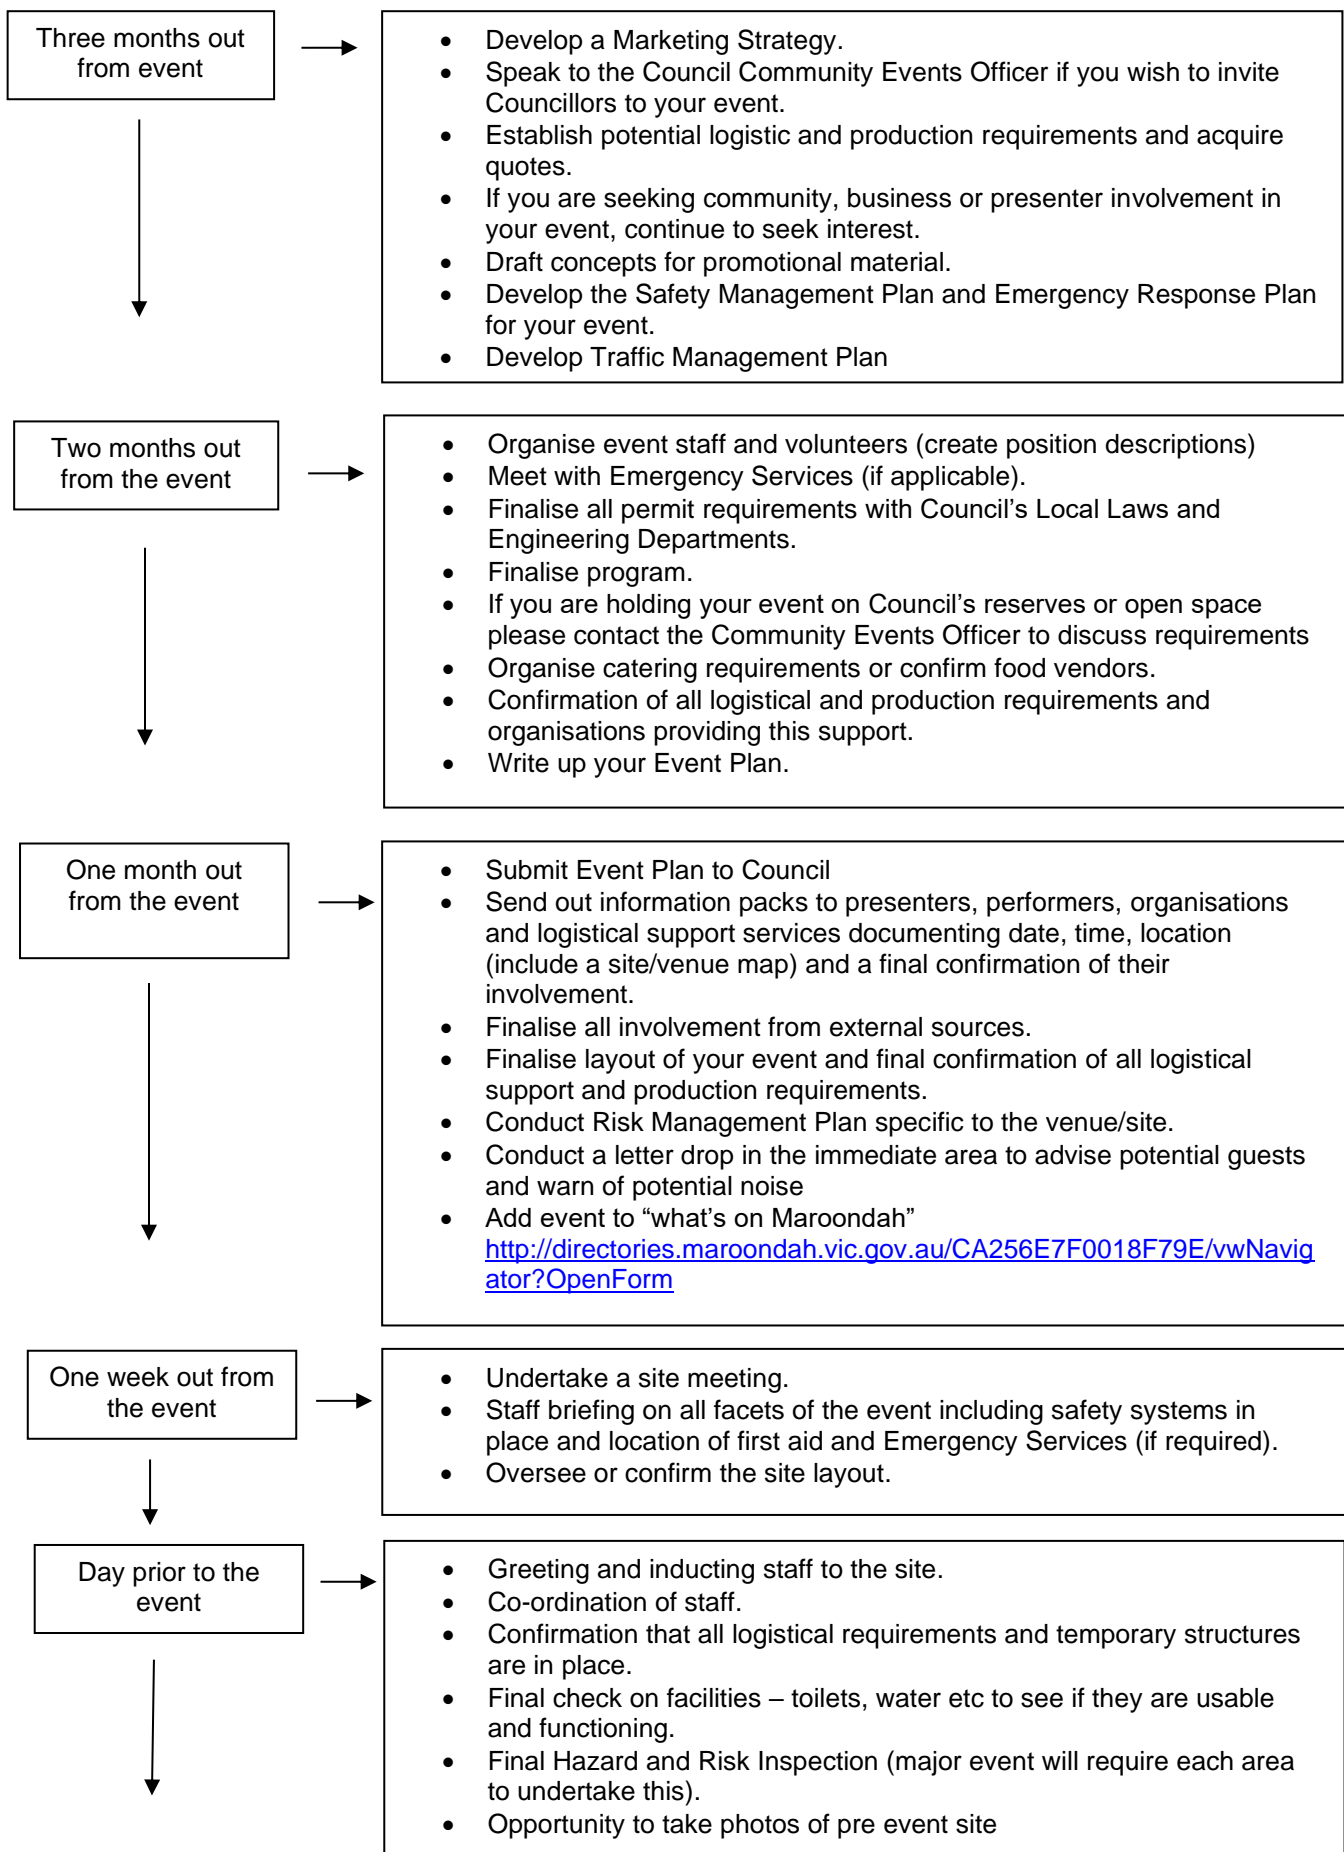 Three months out
from event
• Develop a Marketing Strategy.
• Speak to the Council Community Events Officer if you wish to invite
Councillors to your event.
• Establish potential logistic and production requirements and acquire
quotes.
• If you are seeking community, business or presenter involvement in
your event, continue to seek interest.
• Draft concepts for promotional material.
• Develop the Safety Management Plan and Emergency Response Plan
for your event.
• Develop Traffic Management Plan
Two months out
from the event
• Organise event staff and volunteers (create position descriptions)
• Meet with Emergency Services (if applicable).
• Finalise all permit requirements with Council’s Local Laws and
Engineering Departments.
• Finalise program.
• If you are holding your event on Council’s reserves or open space
please contact the Community Events Officer to discuss requirements
• Organise catering requirements or confirm food vendors.
• Confirmation of all logistical and production requirements and
organisations providing this support.
• Write up your Event Plan.
One month out
from the event
• Submit Event Plan to Council
• Send out information packs to presenters, performers, organisations
and logistical support services documenting date, time, location
(include a site/venue map) and a final confirmation of their
involvement.
• Finalise all involvement from external sources.
• Finalise layout of your event and final confirmation of all logistical
support and production requirements.
• Conduct Risk Management Plan specific to the venue/site.
• Conduct a letter drop in the immediate area to advise potential guests
and warn of potential noise
• Add event to “what’s on Maroondah”
http://directories.maroondah.vic.gov.au/CA256E7F0018F79E/vwNavig
ator?OpenForm
One week out from
the event
• Undertake a site meeting.
• Staff briefing on all facets of the event including safety systems in
place and location of first aid and Emergency Services (if required).
• Oversee or confirm the site layout.
Day prior to the
event
• Greeting and inducting staff to the site.
• Co-ordination of staff.
• Confirmation that all logistical requirements and temporary structures
are in place.
• Final check on facilities – toilets, water etc to see if they are usable
and functioning.
• Final Hazard and Risk Inspection (major event will require each area
to undertake this).
• Opportunity to take photos of pre event site